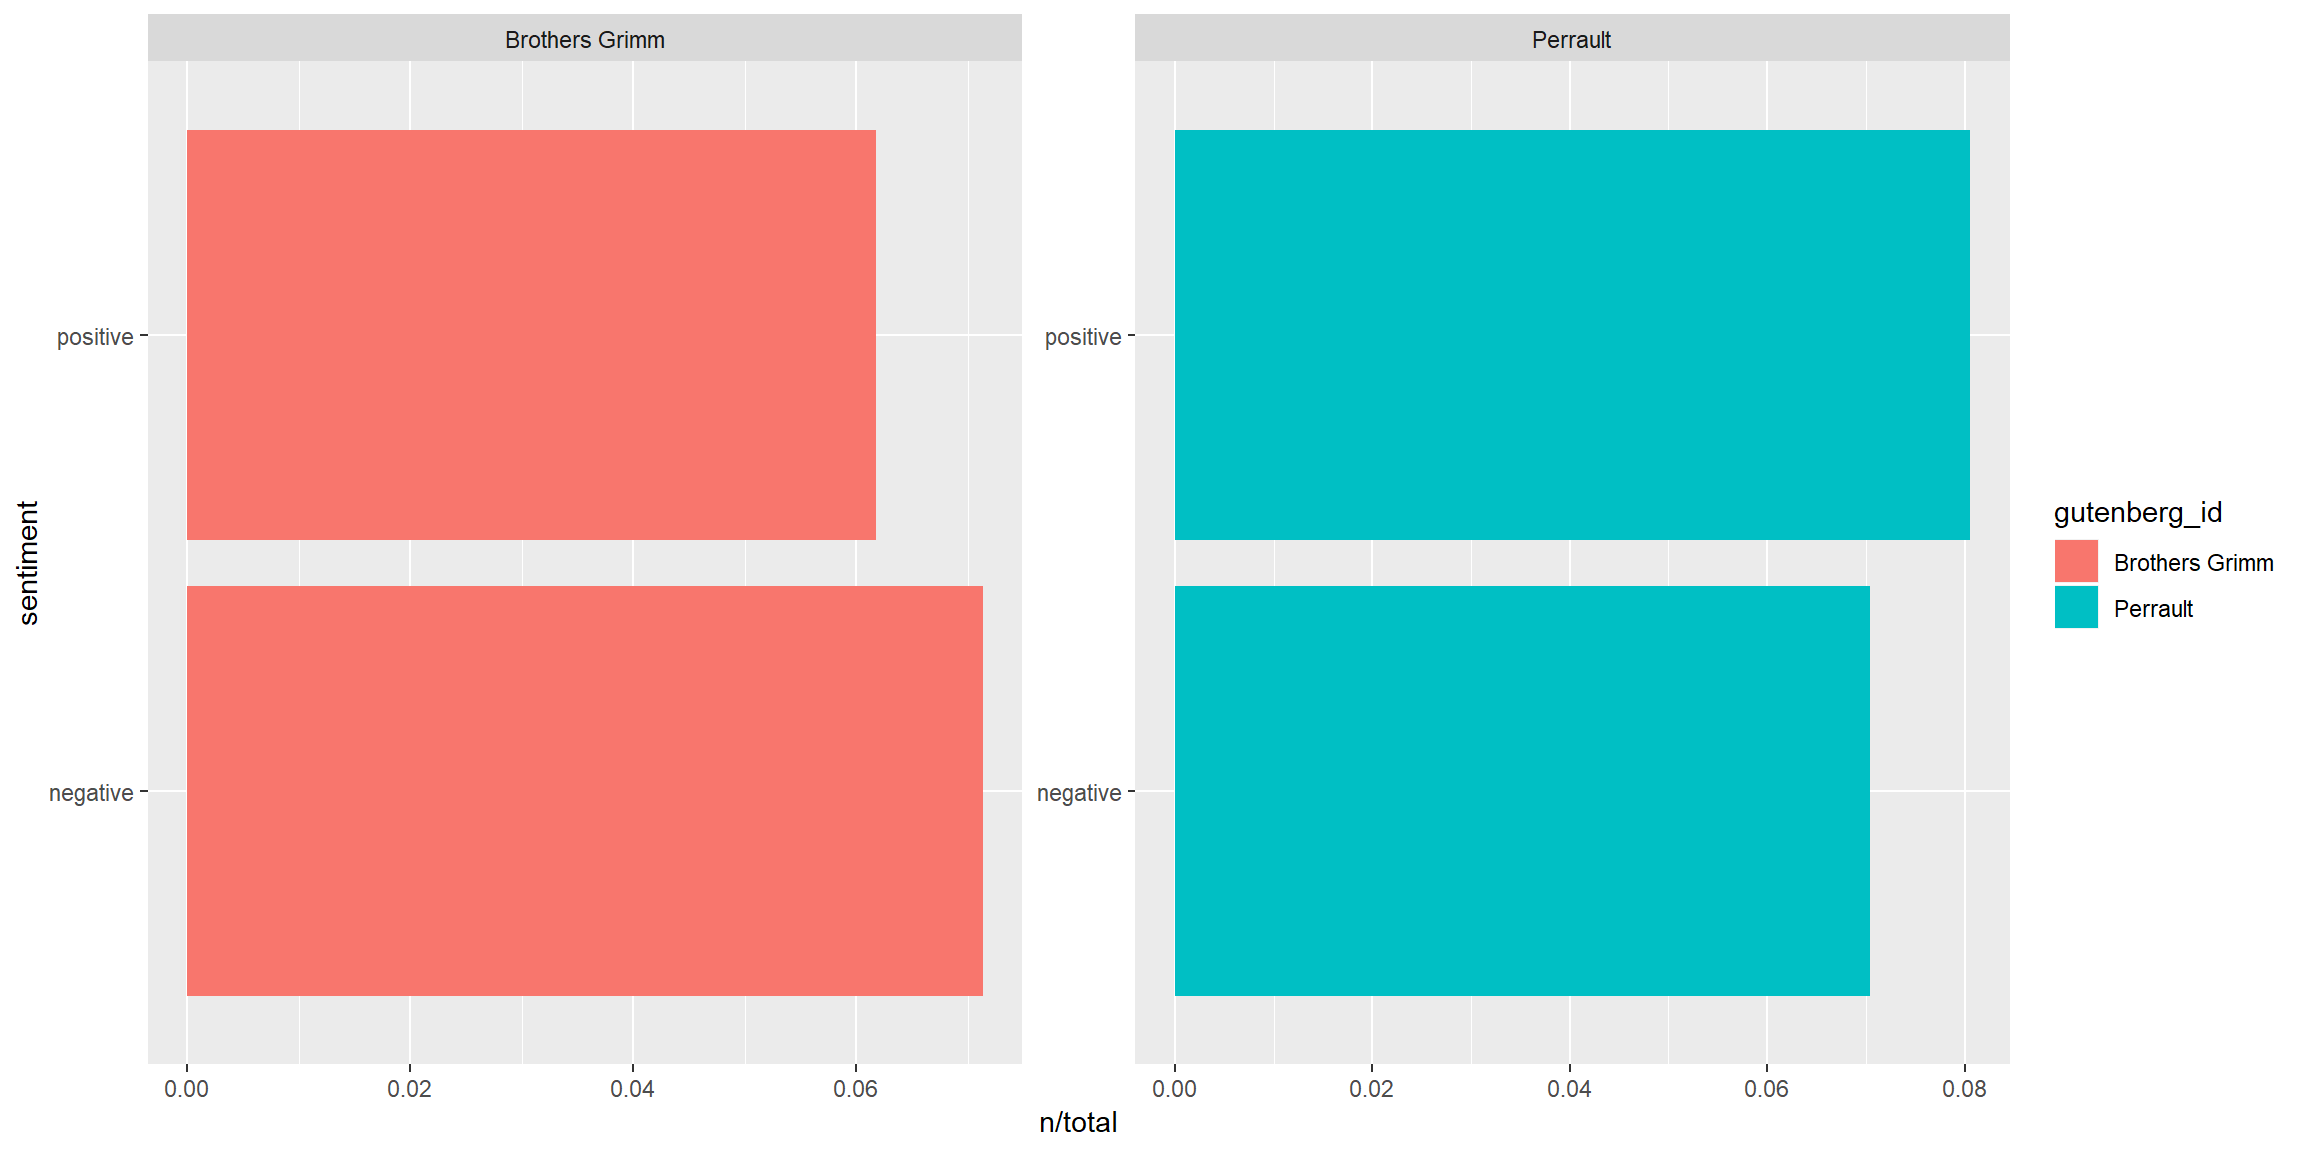 Brothers Grimm
Perrault
sentiment
positive
negative
positive
negative
0.00 0.02 0.04 0.06
0.00 0.02 0.04 0.06 0.08
n/total
gutenberg_id
Brothers Grimm
Perrault